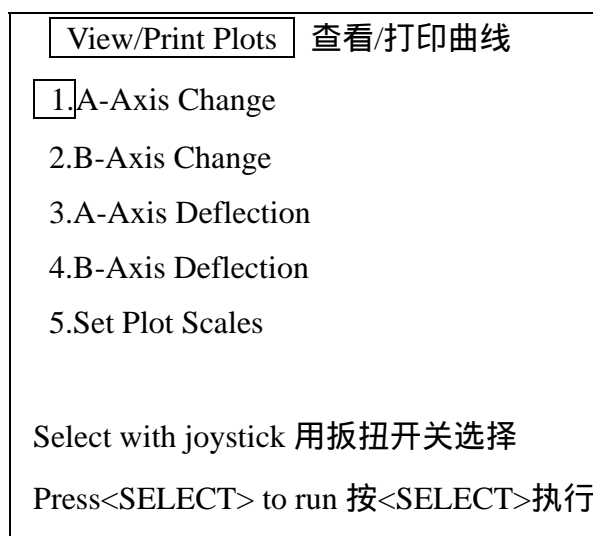 View/Print Plots 查看/打印曲线
1.A-Axis Change
2.B-Axis Change
3.A-Axis Deflection
4.B-Axis Deflection
5.Set Plot Scales
Select with joystick 用扳扭开关选择
Press<SELECT> to run 按<SELECT>执行